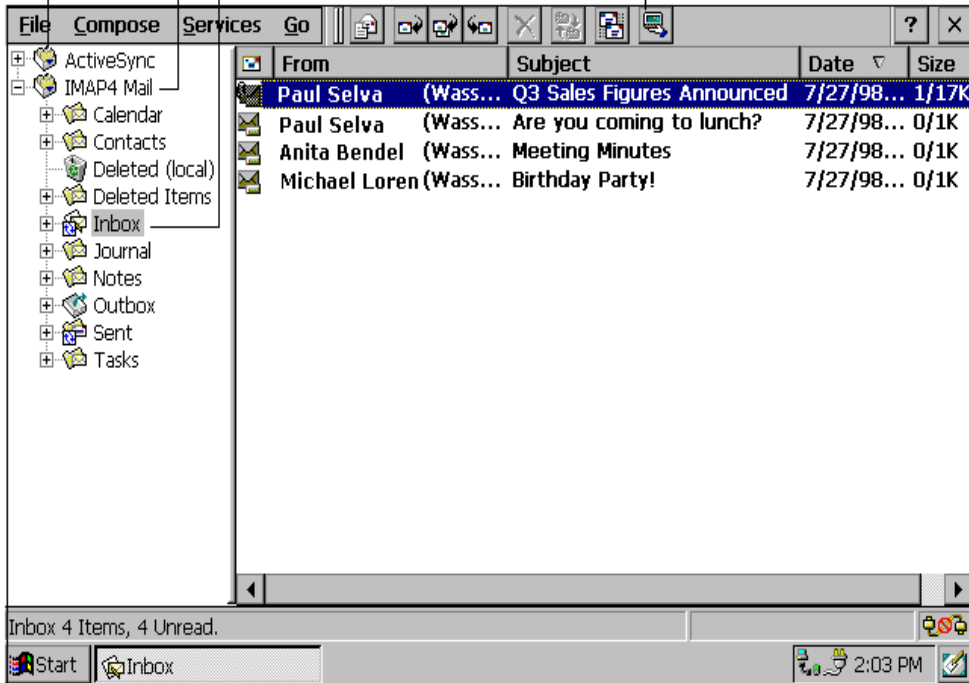 File Compose Services Go ? ×
ActiveSync
IMAP4 Mail
Calendar
Contacts
Deleted (local)
Deleted Items
Inbox
Journal
Notes
Outbox
Sent
Tasks
From Subject Date Size
Paul Selva (Wass... Q3 Sales Figures Announced 7/27/98... 1/17K
Paul Selva (Wass... Are you coming to lunch? 7/27/98... 0/1K
Anita Bendel (Wass... Meeting Minutes 7/27/98... 0/1K
Michael Loren (Wass... Birthday Party! 7/27/98... 0/1K
Inbox 4 Items, 4 Unread.
Start Inbox 2:03 PM